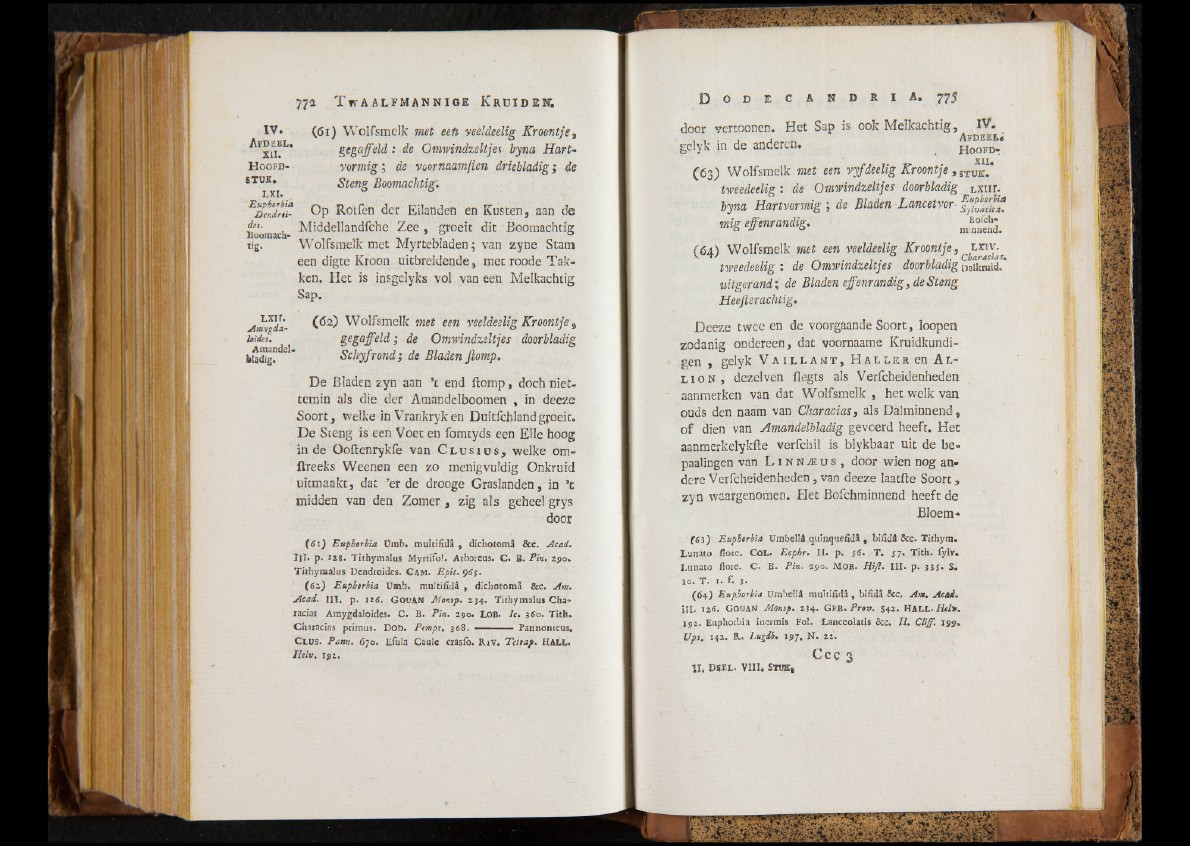 772 TWAALFMANNIGE KRUIDEN.
IV.
AFDEEL.
XII.
HOOFD-
STUK.
LXI.
Euphorbia
Dendroi-
des.
Boomach-
tig.
(61) Wolfsmelk met een veeldeelig Kroontje,
gegaffeld : de Omwindzeltjes byna Hart-
vormig ; de voornaamſten driebladig ; de
Steng Boomachtig.
Op Rotſen der Eilanden en Kusten, aan de
Middellandſche Zee, groeit dit Boomachtig
Wolfsmelk met Myrtebladen; van zyne Stam
een digte Kroon uitbreidende, met roode Tak-
ken. Het is insgelyks vol van een Melkachtig
Sap.
LXII.
Amygda-
loides.
Amandel-
bladig.
(62) Wolfsmelk met een veeldeelig Kroontje,
gegaffeld ; de Omwindzeltjes doorbladig
Schyfrond; de Bladen ſtomp.
De Bladen zyn aan 't end ſtomp, doch niet-
temin als die der Amandelboomen , in deeze
Soort, welke in Vrankryk en Duitſchland groeit.
De Steng is een Voet en ſomtyds een Elle hoog
in de Ooſtenrykſe van CLUSIUS, welke om-
ſtreeks Weenen een zo menigvuldig Onkruid
uitmaakt, dat 'er de drooge Graslanden, in 't
midden van den Zomer, zig als geheel grys
door
(61) Euphorbia Umb. multifidâ , dichotomâ &c. Acad.
III. p. 128. Tithymalus Myrtifol. Arboreus. C. B. Pin. 290.
Tithymalus Dendroides. CAM. Epit. 965.
(62) Euphorbia Umb. multifidâ , dichotomâ &c. Am.
Acad. III. p. 126. GOUAN Monsp. 234. Tithymalus Cha-
racias Amygdaloides. C. B. Pin. 290. LOB. Ic. 360. Tith.
Characias primus. DOD. Pempt. 368. ——— Pannonicus.
CLUS. Pann. 670. Eſula Caule crasſo. RIV. Tetrap. HALL.
Helv. 192.
DODECANDRIA. 775
door vertoonen. Het Sap is ook Melkachtig,
gelyk in de anderen.
IV.
AFDEEL.
HOOFD-
XII.
STUK.
(63) Wolfsmelk met een vyfdeelig Kroontje,
tweedeelig : de Omwindzeltjes doorbladig
byna Hartvormig ; de Bladen Lancetvor-
mig effenrandig.
LXIII.
Euphorbia
Sylvatica.
Boſch-
minnend.
(64) Wolfsmelk met een veeldeelig Kroontje,
tweedeelig : de Omwindzeltjes doorbladig
uitgerand; de Bladen effenrandig, de Steng
Heeſterachtig.
LXIV.
Characias.
Dalkruid.
Deeze twee en de voorgaande Soort, loopen
zodanig ondereen, dat voornaame Kruidkundi-
gen , gelyk VAILLANT, HALLER en AL-
LION, dezelven ſlegts als Verſcheidenheden
aanmerken van dat Wolfsmelk , het welk van
ouds den naam van Characias, als Dalminnend,
of dien van Amandelbladig gevoerd heeft. Het
aanmerkelykſte verſchil is blykbaar uit de be-
paalingen van LINNÆUS, door wien nog an-
dere Verſcheidenheden, van deeze laatſte Soort,
zyn waargenomen. Het Boſchminnend heeft de
Bloem-
(63) Euphorbia Umbellâ quinquefidâ, bifidâ &c. Tithym.
Lunato flore. COL. Ecphr. II. p. 56. T. 57. Tith. ſylv.
Lunato flore. C. B. Pin. 290. MOR. Hiſt. III. p. 335. S.
10. T. 1. f. 3.
(64) Euphorbia Umbellâ multifidâ, bifidâ &c. Am. Acad.
III. 126. GOUAN Monsp. 234. GER. Prov. 542. HALL. Helv.
192. Euphorbia inermis Fol. Lanceolatis &c. H. Cliff. 199.
Ups. 142. R. Lugdb. 197. N. 21.
Ccc 3
II. DEEL. VIII. STUK.